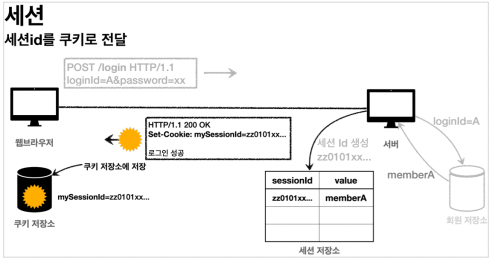 세션
세션id를 쿠키로 전달
POST /login HTTP/1.1
loginId=A&password=xx
웹브라우저
HTTP/1.1 200 OK
Set-Cookie: mySessionId=zz0101xx...
로그인 성공
서버
loginId=A
쿠키 저장소에 저장
세션 Id 생성
zz0101xx...
memberA
mySessionId=zz0101xx...
쿠키 저장소
sessionId value
zz0101xx... memberA
세션 저장소
회원 저장소